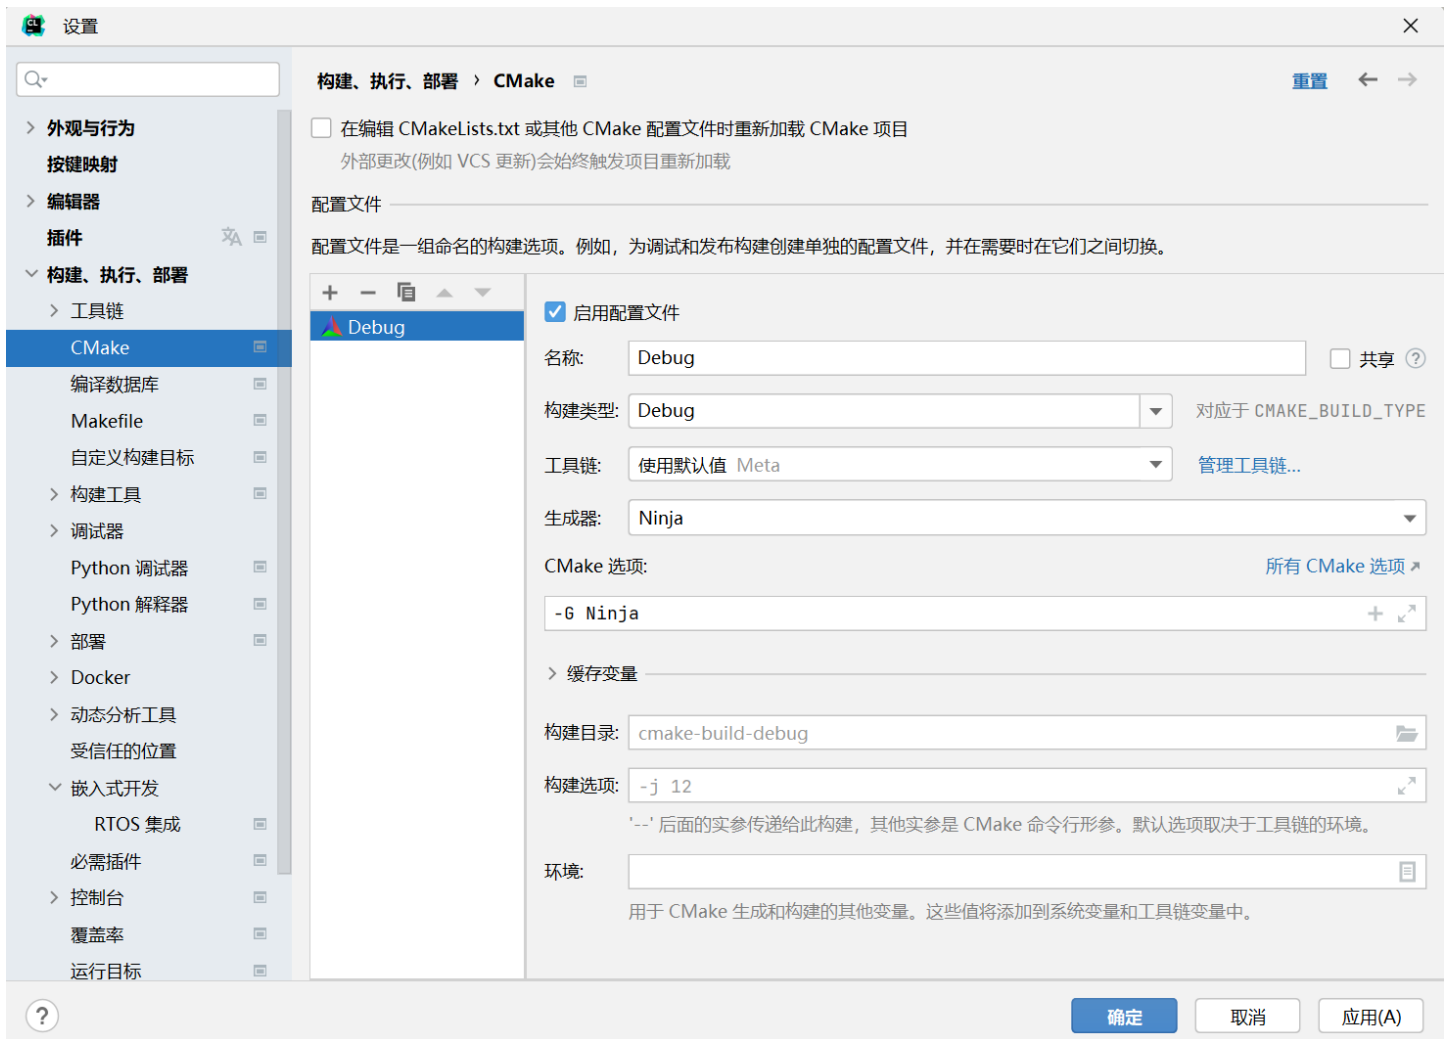 设置
构建、执行、部署 › CMake
重置
外观与行为
按键映射
编辑器
插件
构建、执行、部署
工具链
CMake
编译数据库
Makefile
自定义构建目标
构建工具
调试器
Python 调试器
Python 解释器
部署
Docker
动态分析工具
受信任的位置
嵌入式开发
RTOS 集成
必需插件
控制台
覆盖率
运行目标
在编辑 CMakeLists.txt 或其他 CMake 配置文件时重新加载 CMake 项目
外部更改(例如 VCS 更新)会始终触发项目重新加载
配置文件
配置文件是一组命名的构建选项。例如，为调试和发布构建创建单独的配置文件，并在需要时在它们之间切换。
Debug
启用配置文件
名称: Debug 共享
构建类型: Debug 对应于 CMAKE_BUILD_TYPE
工具链: 使用默认值 Meta 管理工具链...
生成器: Ninja
CMake 选项: 所有 CMake 选项
-G Ninja
缓存变量
构建目录: cmake-build-debug
构建选项: -j 12
'--' 后面的实参传递给此构建，其他实参是 CMake 命令行形参。默认选项取决于工具链的环境。
环境:
用于 CMake 生成和构建的其他变量。这些值将添加到系统变量和工具链变量中。
?
确定 取消 应用(A)